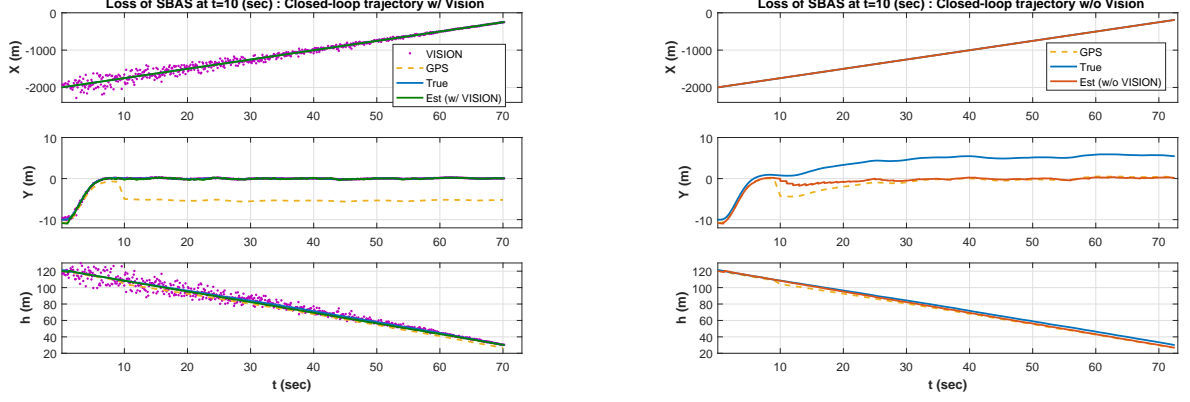 Loss of SBAS at t=10 (sec) : Closed-loop trajectory w/ Vision
0
-1000
-2000
X (m)
10 20 30 40 50 60 70
VISION
GPS
True
Est (w/ VISION)
10
0
-10
Y (m)
10 20 30 40 50 60 70
120
100
80
60
40
20
h (m)
10 20 30 40 50 60 70
t (sec)
Loss of SBAS at t=10 (sec) : Closed-loop trajectory w/o Vision
0
-1000
-2000
X (m)
10 20 30 40 50 60 70
GPS
True
Est (w/o VISION)
10
0
-10
Y (m)
10 20 30 40 50 60 70
120
100
80
60
40
20
h (m)
10 20 30 40 50 60 70
t (sec)